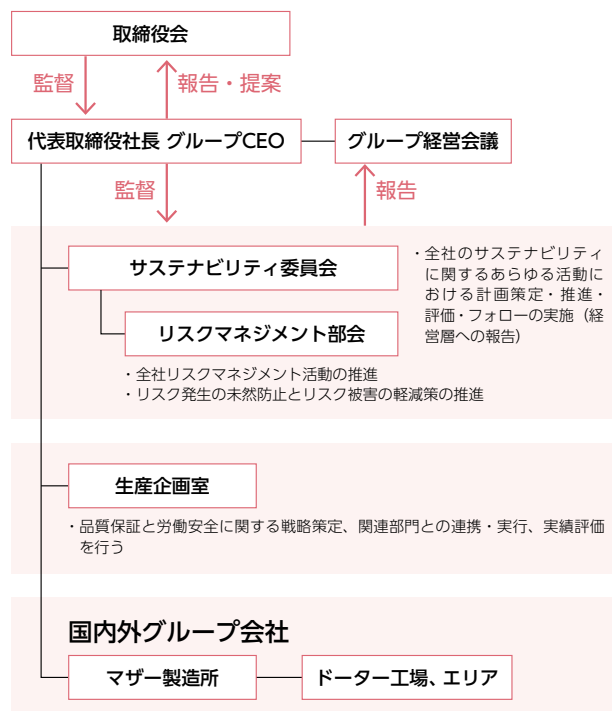 取締役会
監督
報告・提案
代表取締役社長 グループCEO
グループ経営会議
監督
報告
サステナビリティ委員会
・全社のサステナビリティ
に関するあらゆる活動に
おける計画策定・推進・
評価・フォローの実施（経
営層への報告）
リスクマネジメント部会
・全社リスクマネジメント活動の推進
・リスク発生の未然防止とリスク被害の軽減策の推進
生産企画室
・品質保証と労働安全に関する戦略策定、関連部門との連携・実行、実績評価
を行う
国内外グループ会社
マザー製造所
ドーター工場、エリア